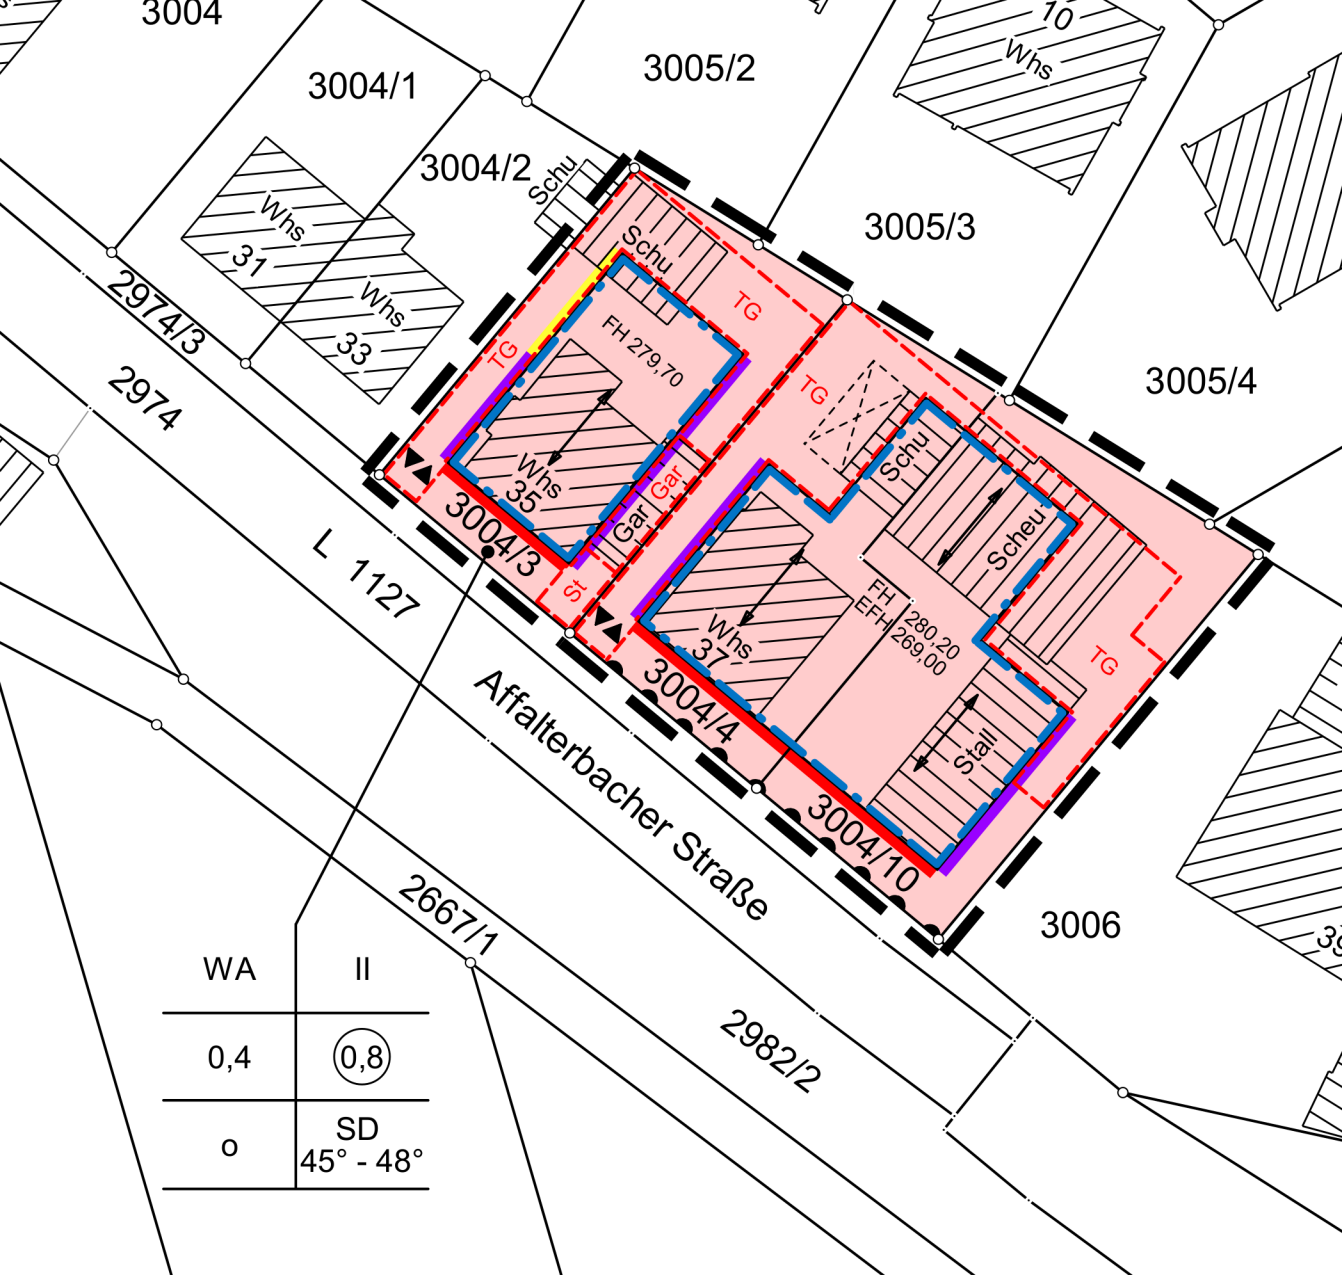 3004
3004/1
3005/2
10
Whs
3004/2
Schu
3005/3
Whs
31
Whs
33
2974/3
2974
Schu
TG
FH 279,70
TG
TG
3005/4
Whs
35
Gar
Gar
Schu
Scheu
3004/3
St
L 1127
FH 280,20
EFH 269,00
Whs
37
TG
3004/4
Stall
Affalterbacher Straße
3004/10
2667/1
3006
39
2982/2
WA II
0,4 0,8
o SD
45° - 48°